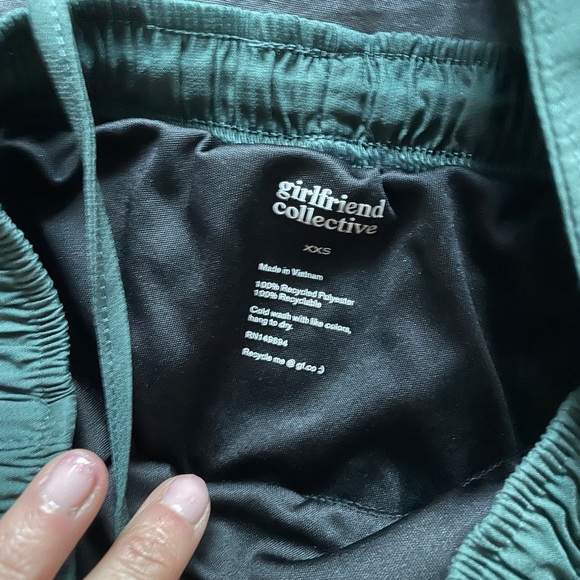 girlfriend
collective
XXS
Made in Vietnam
100% Recycled Polyester
100% Recyclable
Cold wash with like colors,
hang to dry.
RN149894
Recycle me @ gf.co :)